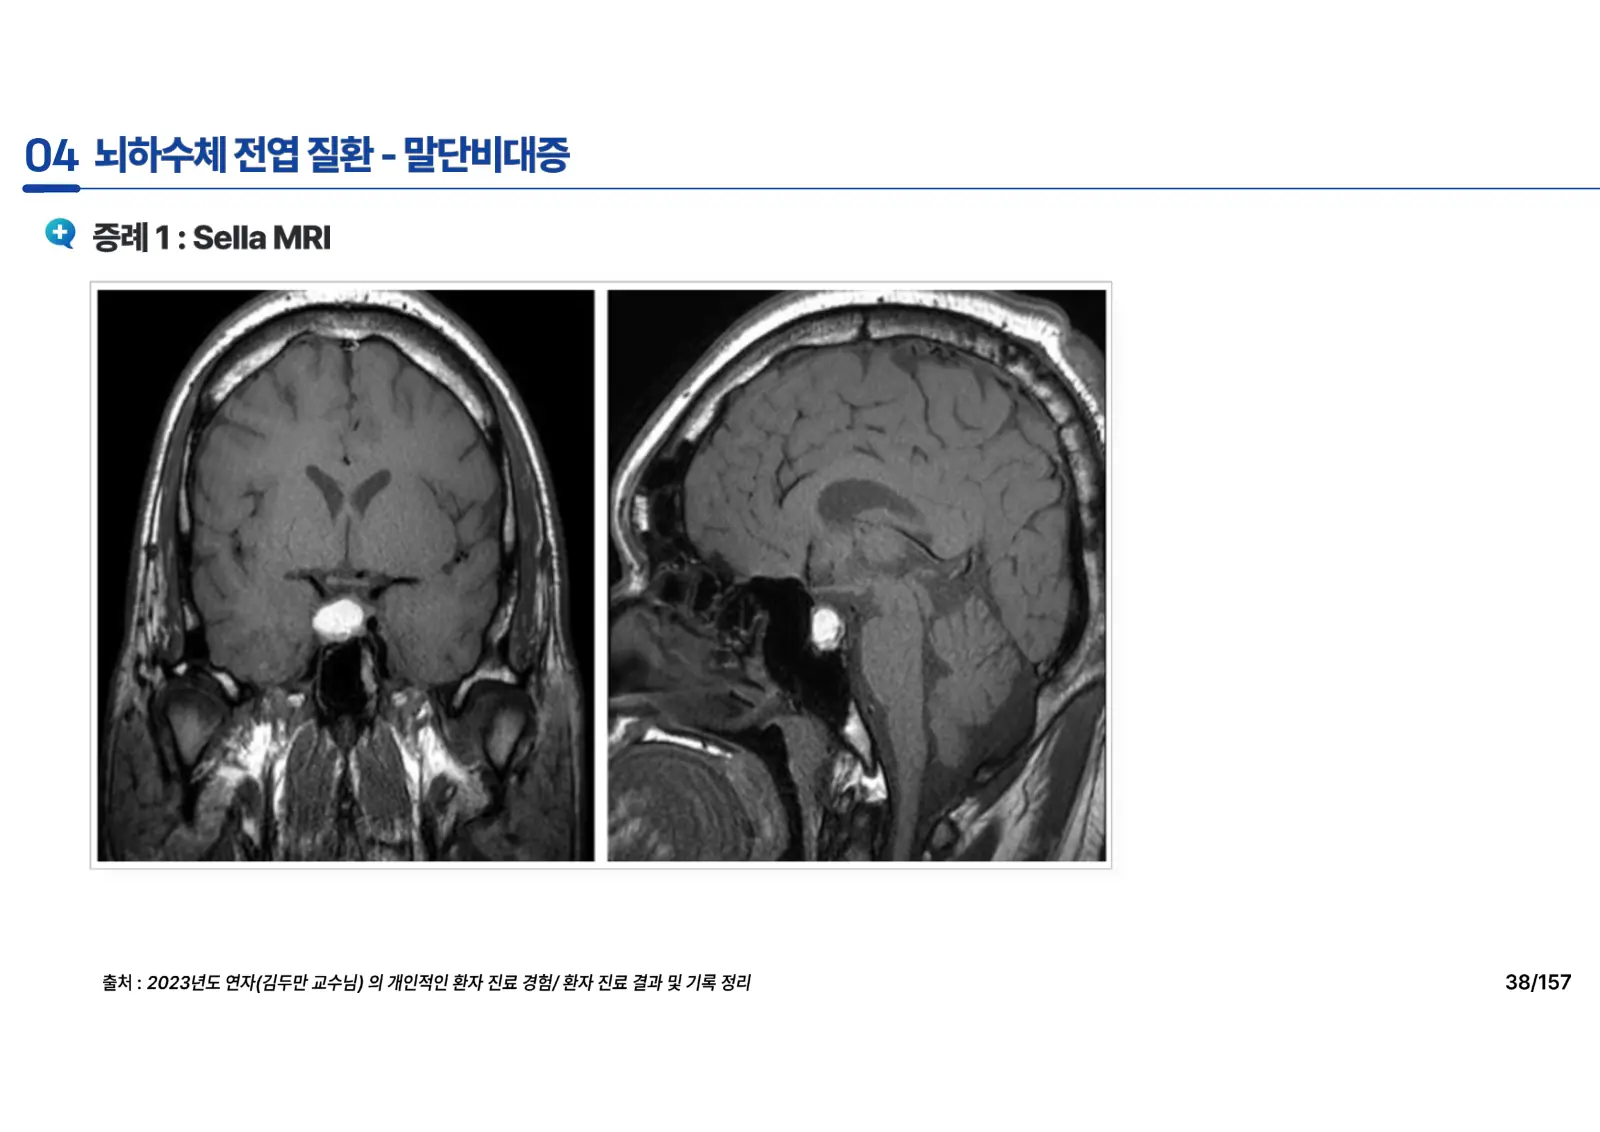 04 뇌하수체 전엽 질환 - 말단비대증
증례 1 : Sella MRI
출처 : 2023년도 연자(김두만 교수님) 의 개인적인 환자 진료 경험/ 환자 진료 결과 및 기록 정리
38/157